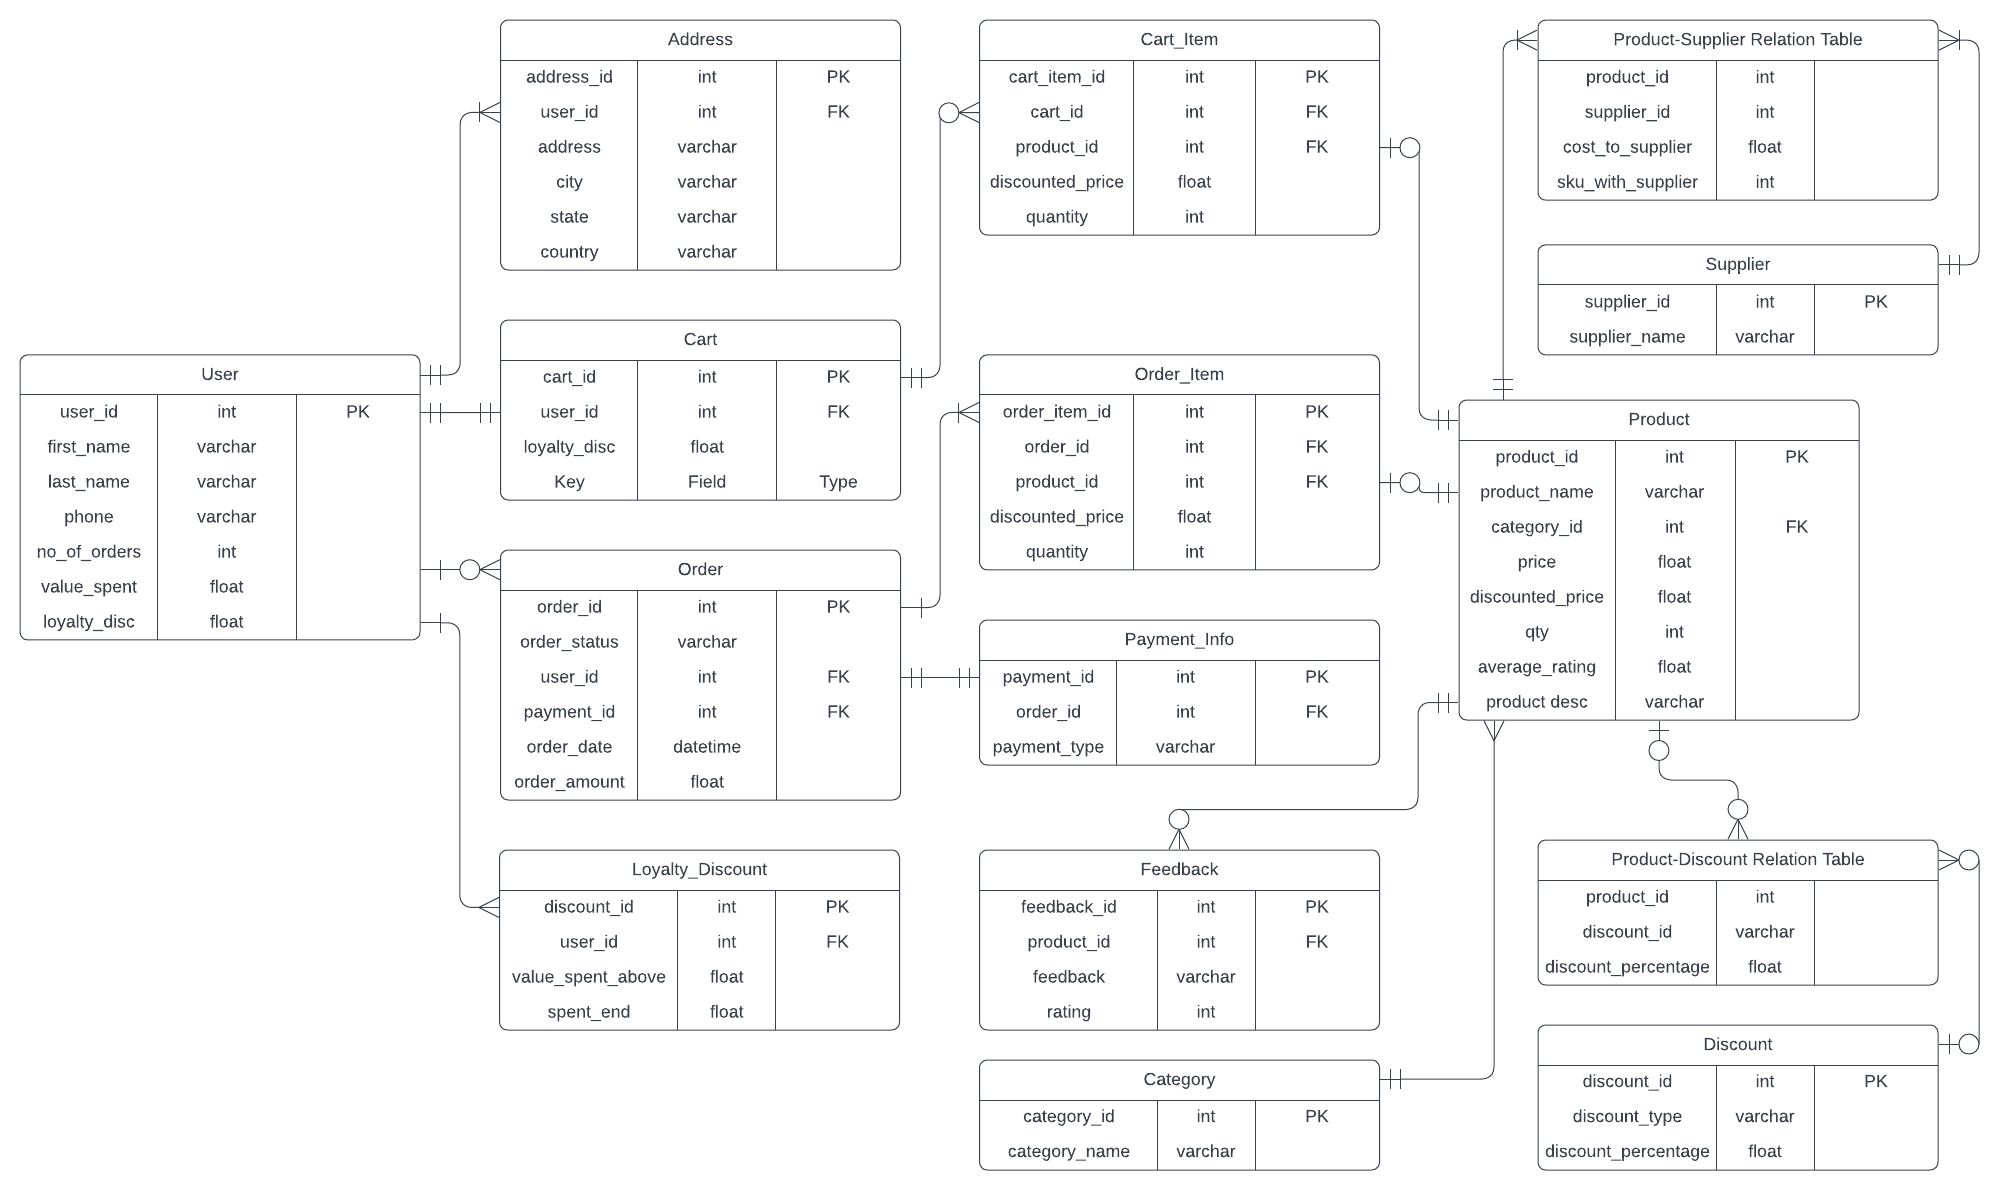 Address
address_id int PK
user_id int FK
address varchar
city varchar
state varchar
country varchar
Cart_Item
cart_item_id int PK
cart_id int FK
product_id int FK
discounted_price float
quantity int
Product-Supplier Relation Table
product_id int
supplier_id int
cost_to_supplier float
sku_with_supplier int
Supplier
supplier_id int PK
supplier_name varchar
User
user_id int PK
first_name varchar
last_name varchar
phone varchar
no_of_orders int
value_spent float
loyalty_disc float
Cart
cart_id int PK
user_id int FK
loyalty_disc float
Key Field Type
Order_Item
order_item_id int PK
order_id int FK
product_id int FK
discounted_price float
quantity int
Product
product_id int PK
product_name varchar
category_id int FK
price float
discounted_price float
qty int
average_rating float
product desc varchar
Order
order_id int PK
order_status varchar
user_id int FK
payment_id int FK
order_date datetime
order_amount float
Payment_Info
payment_id int PK
order_id int FK
payment_type varchar
Loyalty_Discount
discount_id int PK
user_id int FK
value_spent_above float
spent_end float
Feedback
feedback_id int PK
product_id int FK
feedback varchar
rating int
Product-Discount Relation Table
product_id int
discount_id varchar
discount_percentage float
Category
category_id int PK
category_name varchar
Discount
discount_id int PK
discount_type varchar
discount_percentage float